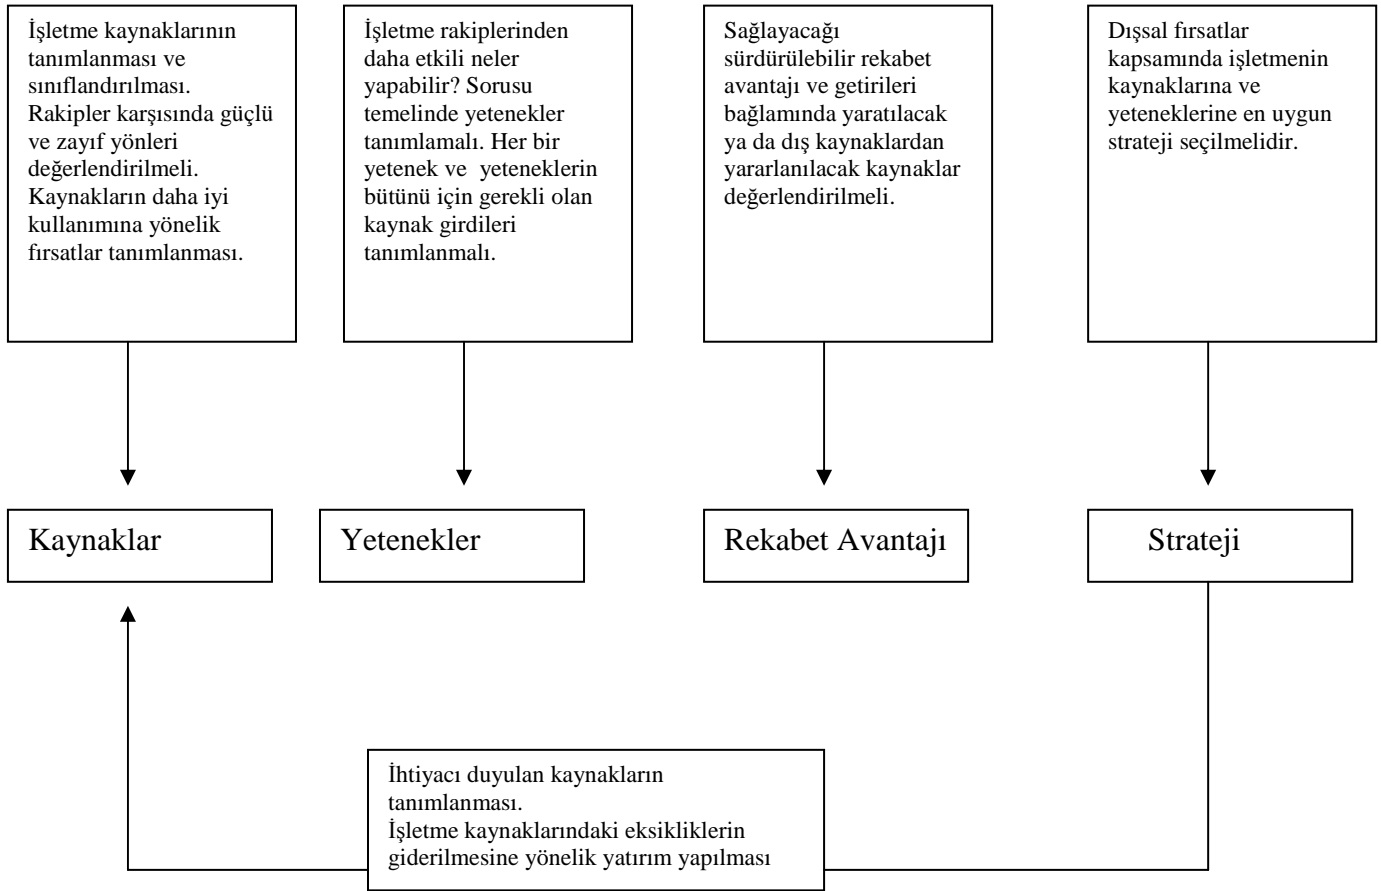 İşletme kaynaklarının
tanımlanması ve
sınıflandırılması.
Rakipler karşısında güçlü
ve zayıf yönleri
değerlendirilmeli.
Kaynakların daha iyi
kullanımına yönelik
fırsatlar tanımlanması.
İşletme rakiplerinden
daha etkili neler
yapabilir? Sorusu
temelinde yetenekler
tanımlamalı. Her bir
yetenek ve yeteneklerin
bütünü için gerekli olan
kaynak girdileri
tanımlanmalı.
Sağlayacağı
sürdürülebilir rekabet
avantajı ve getirileri
bağlamında yaratılacak
ya da dış kaynaklardan
yararlanılacak kaynaklar
değerlendirilmeli.
Dışsal fırsatlar
kapsamında işletmenin
kaynaklarına ve
yeteneklerine en uygun
strateji seçilmelidir.
Kaynaklar
Yetenekler
Rekabet Avantajı
Strateji
İhtiyacı duyulan kaynakların
tanımlanması.
İşletme kaynaklarındaki eksikliklerin
giderilmesine yönelik yatırım yapılması